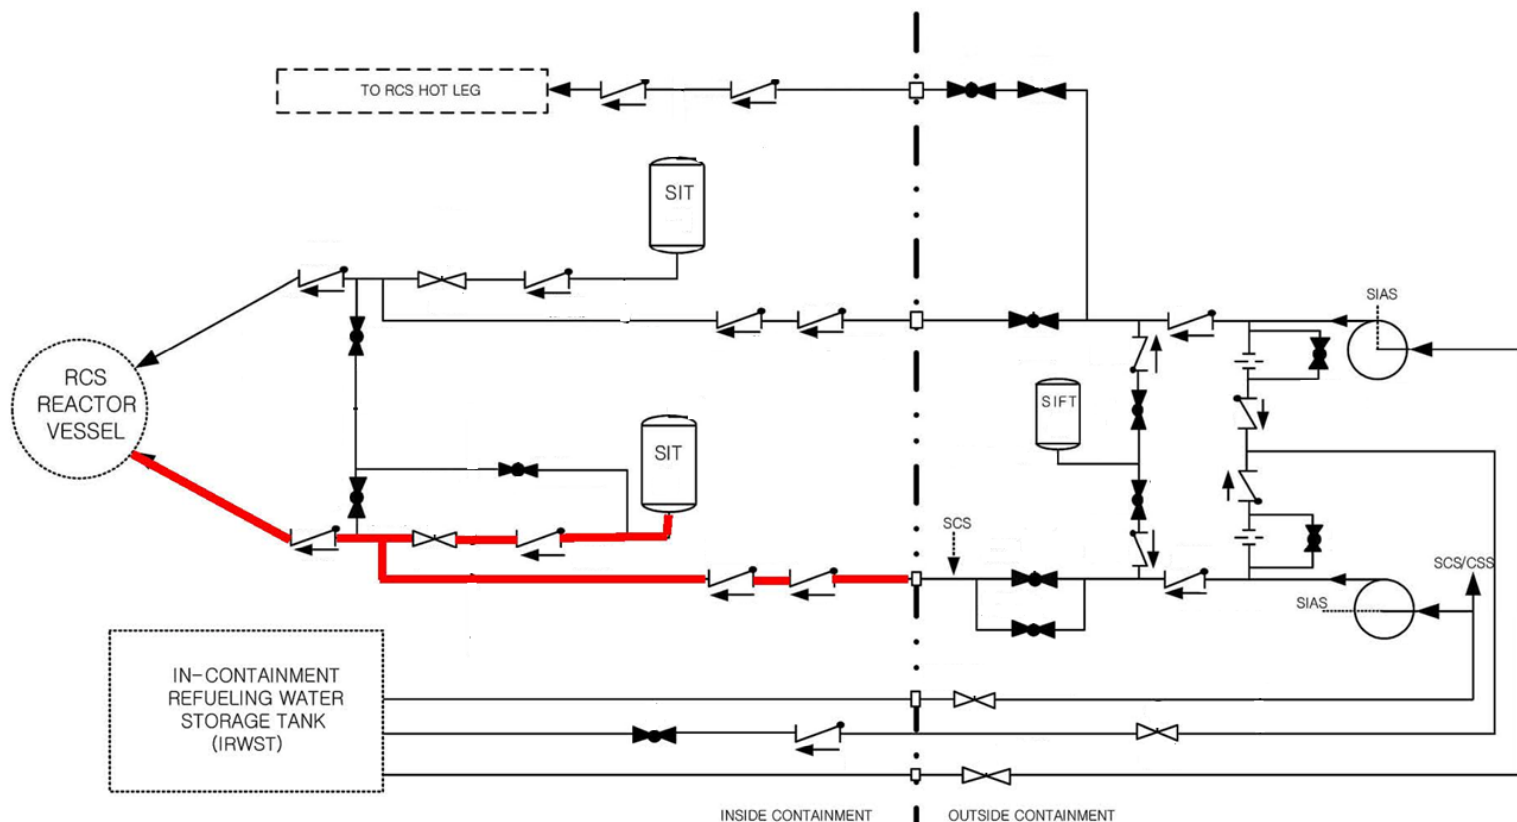 TO RCS HOT LEG
SIT
SIAS
RCS
REACTOR
VESSEL
SIFT
SIT
SCS
SCS/CSS
SIAS
IN-CONTAINMENT
REFUELING WATER
STORAGE TANK
(IRWST)
INSIDE CONTAINMENT
OUTSIDE CONTAINMENT